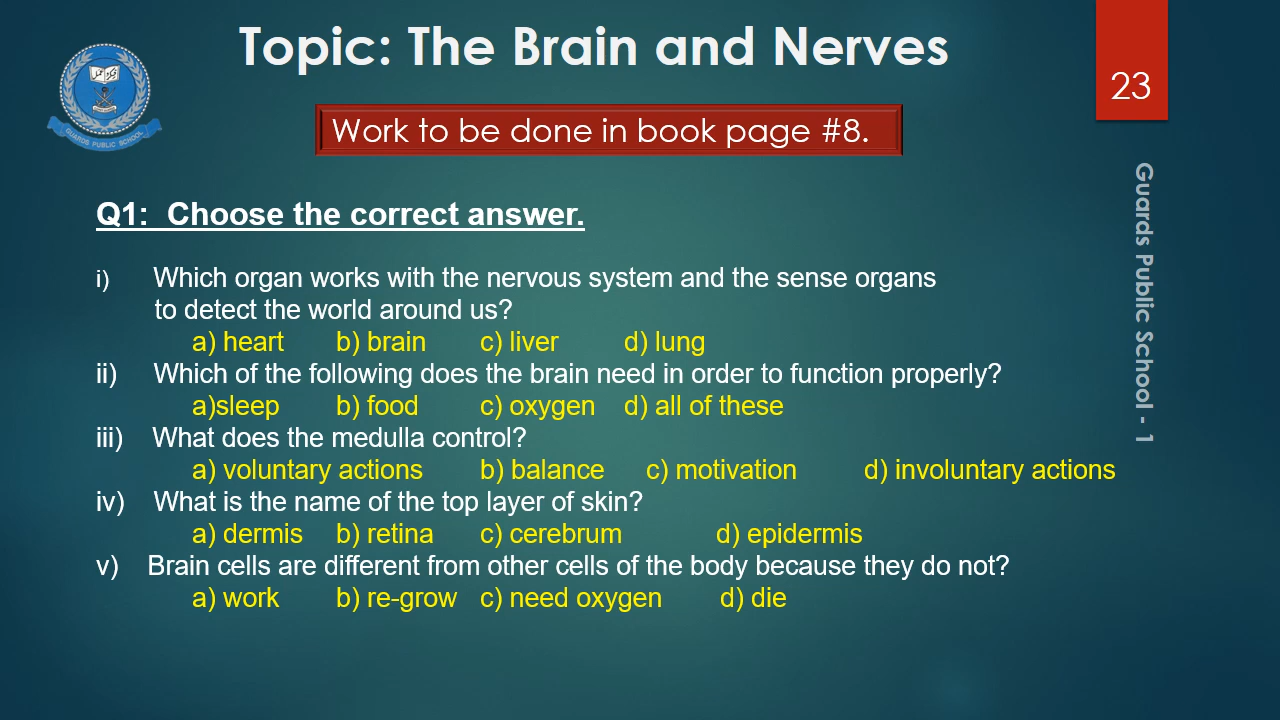 Topic: The Brain and Nerves
23
GUARDS PUBLIC SCHOOL
Work to be done in book page #8.
Guards Public School - 1
Q1: Choose the correct answer.
i) Which organ works with the nervous system and the sense organs
to detect the world around us?
a) heart b) brain c) liver d) lung
ii) Which of the following does the brain need in order to function properly?
a)sleep b) food c) oxygen d) all of these
iii) What does the medulla control?
a) voluntary actions b) balance c) motivation d) involuntary actions
iv) What is the name of the top layer of skin?
a) dermis b) retina c) cerebrum d) epidermis
v) Brain cells are different from other cells of the body because they do not?
a) work b) re-grow c) need oxygen d) die